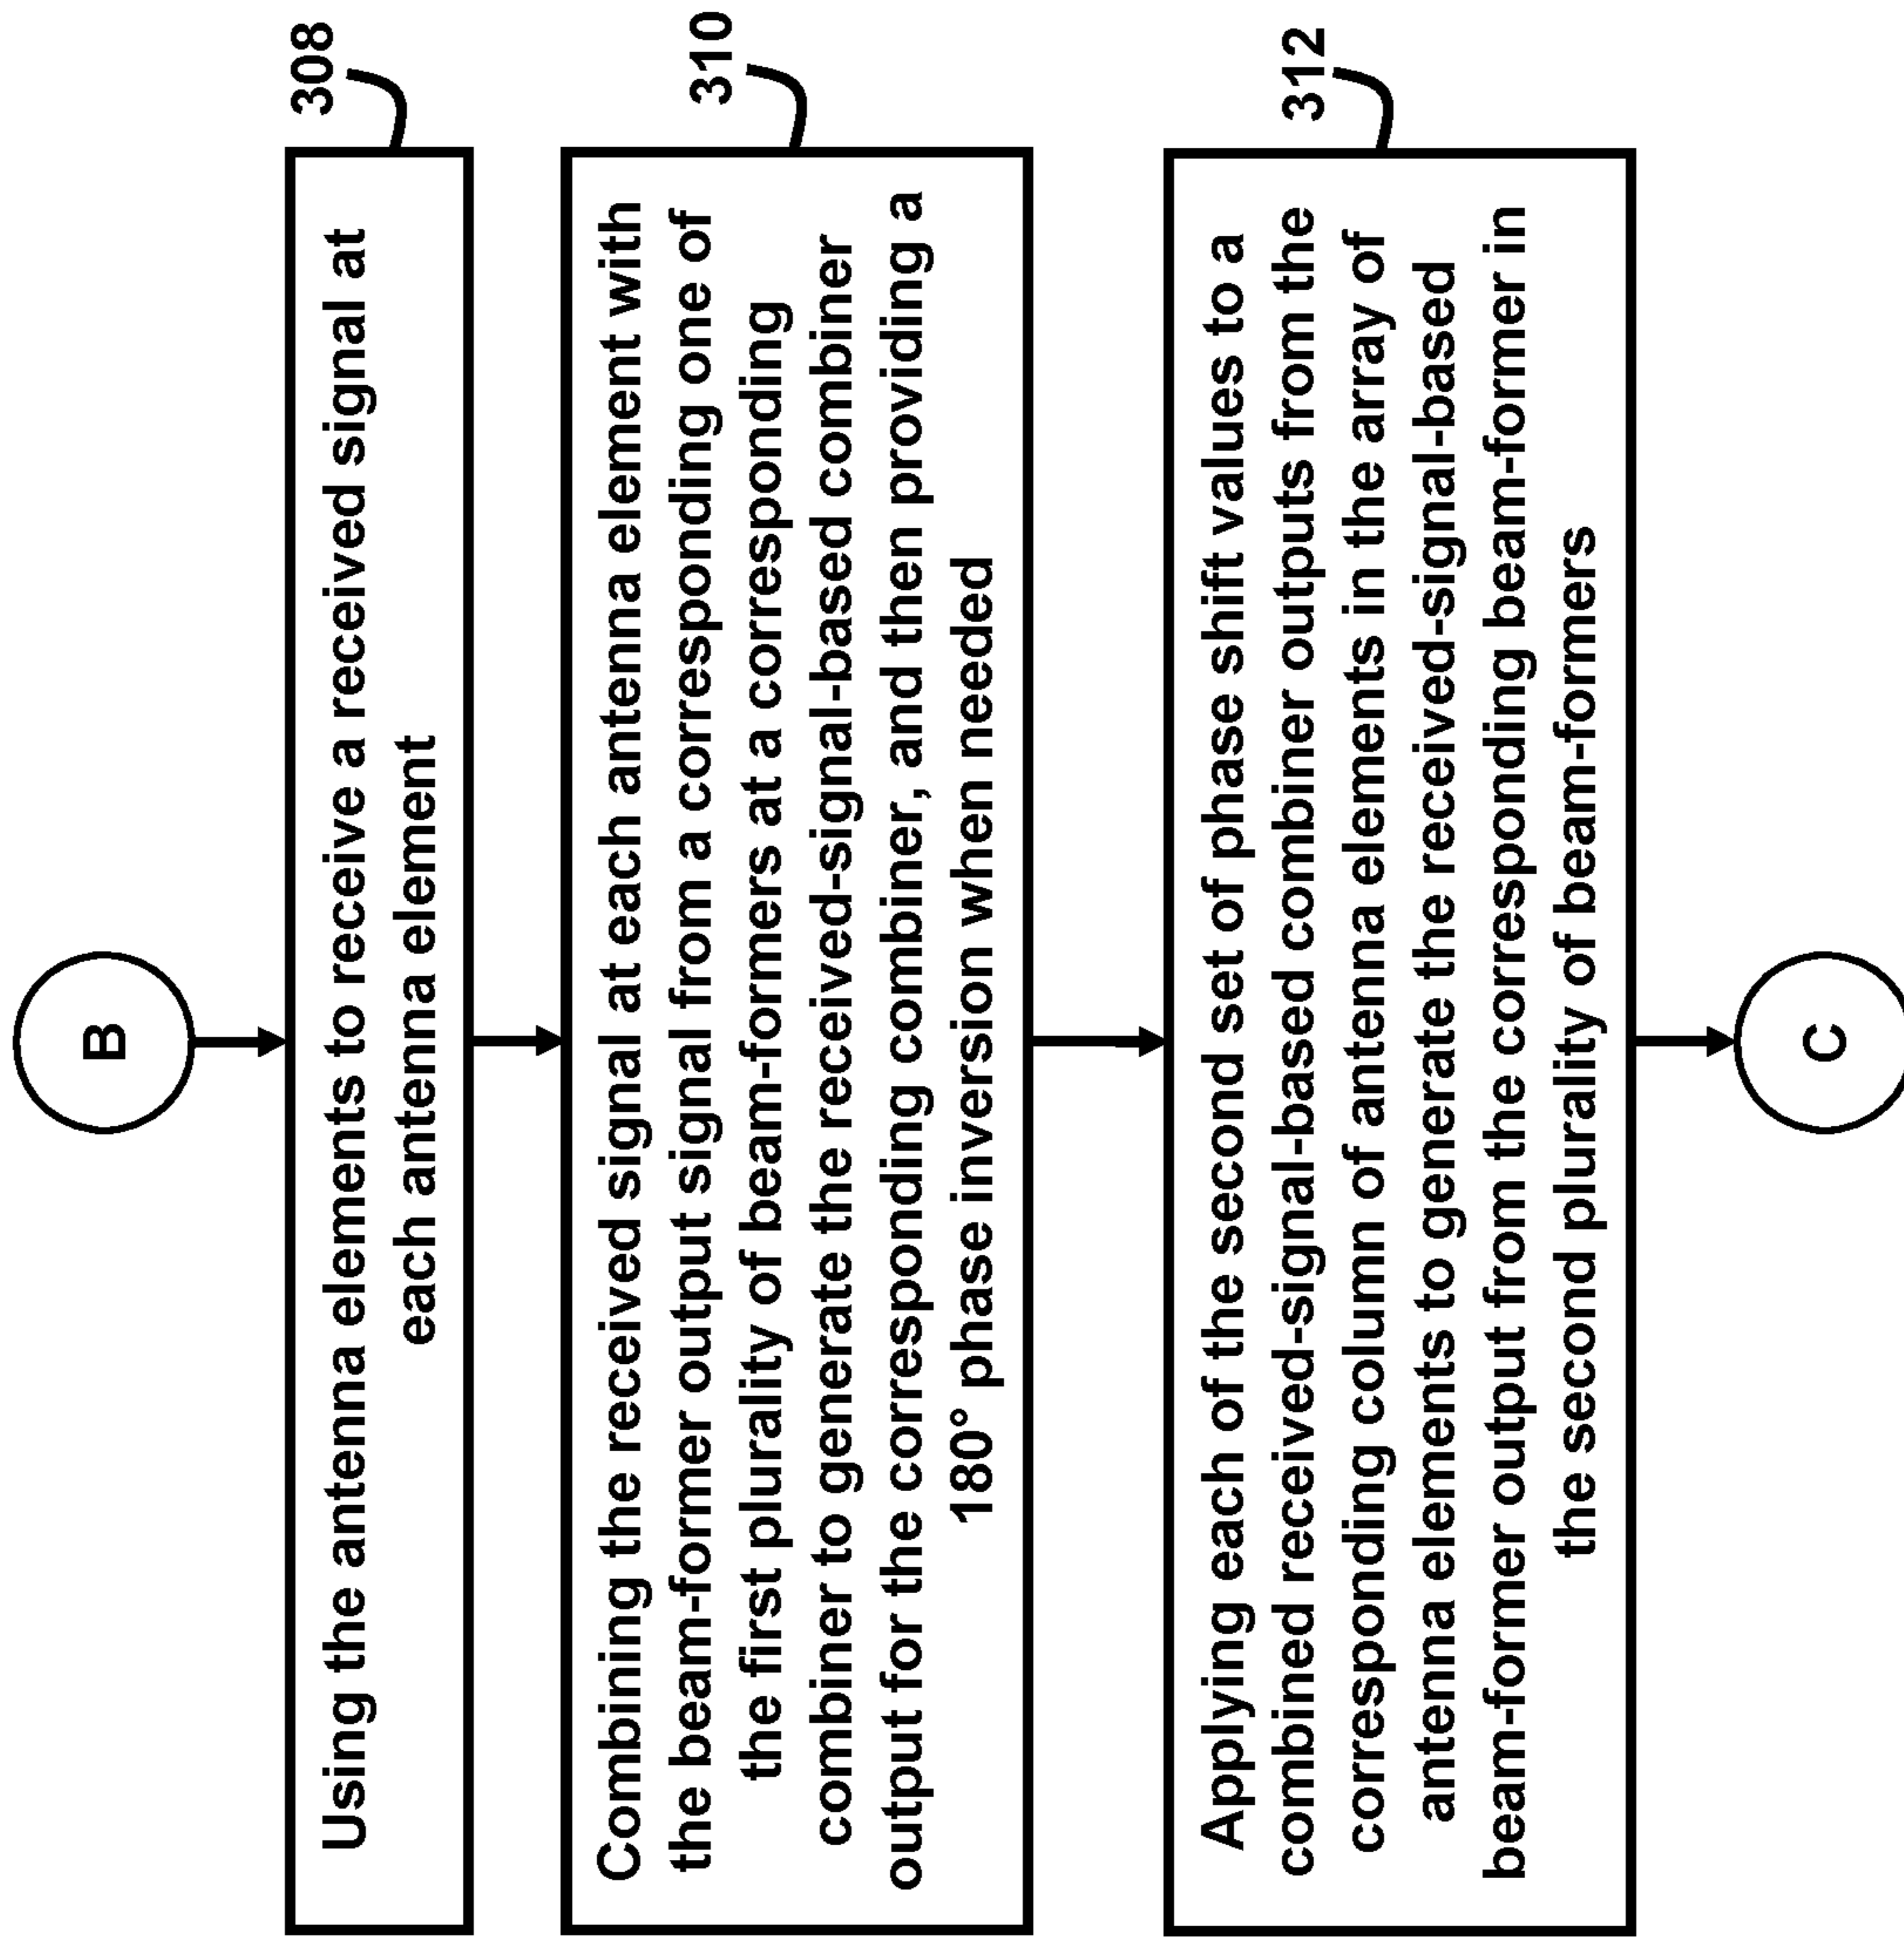 B
308
Using the antenna elements to receive a received signal at
each antenna element
310
Combining the received signal at each antenna element with
the beam-former output signal from a corresponding one of
the first plurality of beam-formers at a corresponding
combiner to generate the received-signal-based combiner
output for the corresponding combiner, and then providing a
180° phase inversion when needed
312
Applying each of the second set of phase shift values to a
combined received-signal-based combiner outputs from the
corresponding column of antenna elements in the array of
antenna elements to generate the received-signal-based
beam-former output from the corresponding beam-former in
the second plurality of beam-formers
C